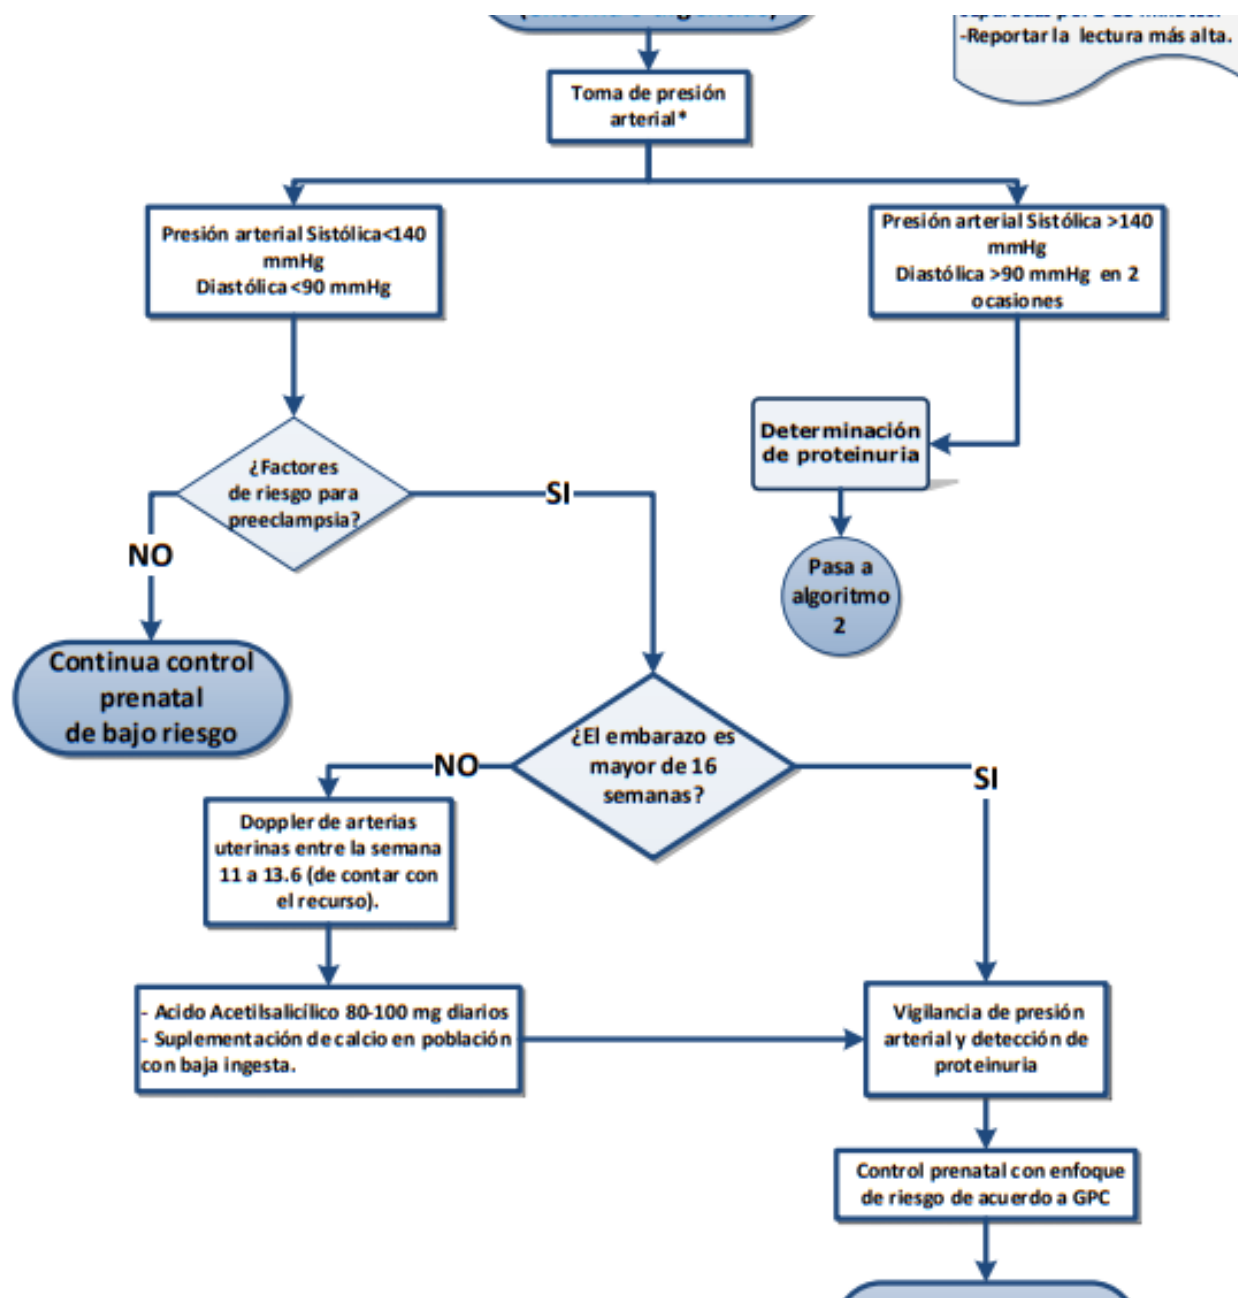 -Reportar la lectura más alta.
Toma de presión
arterial*
Presión arterial Sistólica<140
mmHg
Diastólica <90 mmHg
Presión arterial Sistólica >140
mmHg
Diastólica >90 mmHg en 2
ocasiones
¿Factores
de riesgo para
preeclampsia?
SI
NO
Determinación
de proteinuria
Pasa a
algoritmo
2
Continua control
prenatal
de bajo riesgo
¿El embarazo es
mayor de 16
semanas?
NO
SI
Doppler de arterias
uterinas entre la semana
11 a 13.6 (de contar con
el recurso).
- Acido Acetilsalicílico 80-100 mg diarios
- Suplementación de calcio en población
con baja ingesta.
Vigilancia de presión
arterial y detección de
proteinuria
Control prenatal con enfoque
de riesgo de acuerdo a GPC